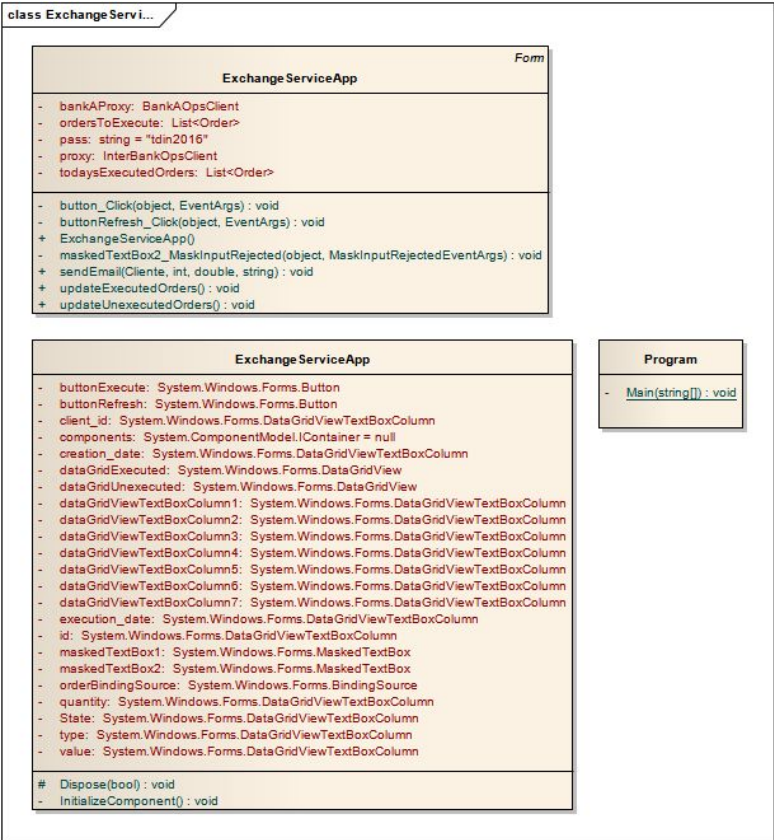 class ExchangeServi...
Form
ExchangeServiceApp
- bankAProxy: BankAOpsClient
- ordersToExecute: List<Order>
- pass: string = "tdin2016"
- proxy: InterBankOpsClient
- todaysExecutedOrders: List<Order>
- button_Click(object, EventArgs) : void
- buttonRefresh_Click(object, EventArgs) : void
+ ExchangeServiceApp()
- maskedTextBox2_MaskInputRejected(object, MaskInputRejectedEventArgs) : void
+ sendEmail(Cliente, int, double, string) : void
+ updateExecutedOrders() : void
+ updateUnexecutedOrders() : void
ExchangeServiceApp
- buttonExecute: System.Windows.Forms.Button
- buttonRefresh: System.Windows.Forms.Button
- client_id: System.Windows.Forms.DataGridViewTextBoxColumn
- components: System.ComponentModel.IContainer = null
- creation_date: System.Windows.Forms.DataGridViewTextBoxColumn
- dataGridExecuted: System.Windows.Forms.DataGridView
- dataGridUnexecuted: System.Windows.Forms.DataGridView
- dataGridViewTextBoxColumn1: System.Windows.Forms.DataGridViewTextBoxColumn
- dataGridViewTextBoxColumn2: System.Windows.Forms.DataGridViewTextBoxColumn
- dataGridViewTextBoxColumn3: System.Windows.Forms.DataGridViewTextBoxColumn
- dataGridViewTextBoxColumn4: System.Windows.Forms.DataGridViewTextBoxColumn
- dataGridViewTextBoxColumn5: System.Windows.Forms.DataGridViewTextBoxColumn
- dataGridViewTextBoxColumn6: System.Windows.Forms.DataGridViewTextBoxColumn
- dataGridViewTextBoxColumn7: System.Windows.Forms.DataGridViewTextBoxColumn
- execution_date: System.Windows.Forms.DataGridViewTextBoxColumn
- id: System.Windows.Forms.DataGridViewTextBoxColumn
- maskedTextBox1: System.Windows.Forms.MaskedTextBox
- maskedTextBox2: System.Windows.Forms.MaskedTextBox
- orderBindingSource: System.Windows.Forms.BindingSource
- quantity: System.Windows.Forms.DataGridViewTextBoxColumn
- State: System.Windows.Forms.DataGridViewTextBoxColumn
- type: System.Windows.Forms.DataGridViewTextBoxColumn
- value: System.Windows.Forms.DataGridViewTextBoxColumn
# Dispose(bool) : void
- InitializeComponent() : void
Program
- Main(string[]) : void